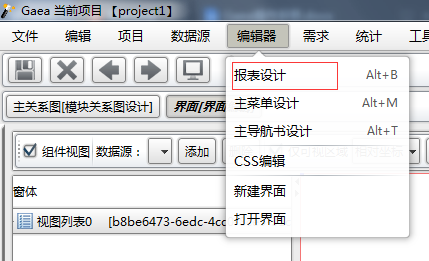 Gaea 当前项目 【project1】
文件 编辑 项目 数据源 编辑器 需求 统计
报表设计 Alt+B
主菜单设计 Alt+M
主导航书设计 Alt+T
CSS编辑
新建界面
打开界面
主关系图[模块关系图设计] 界面[界面
组件视图 数据源： 添加
窗体
视图列表0 [b8be6473-6edc-4cc